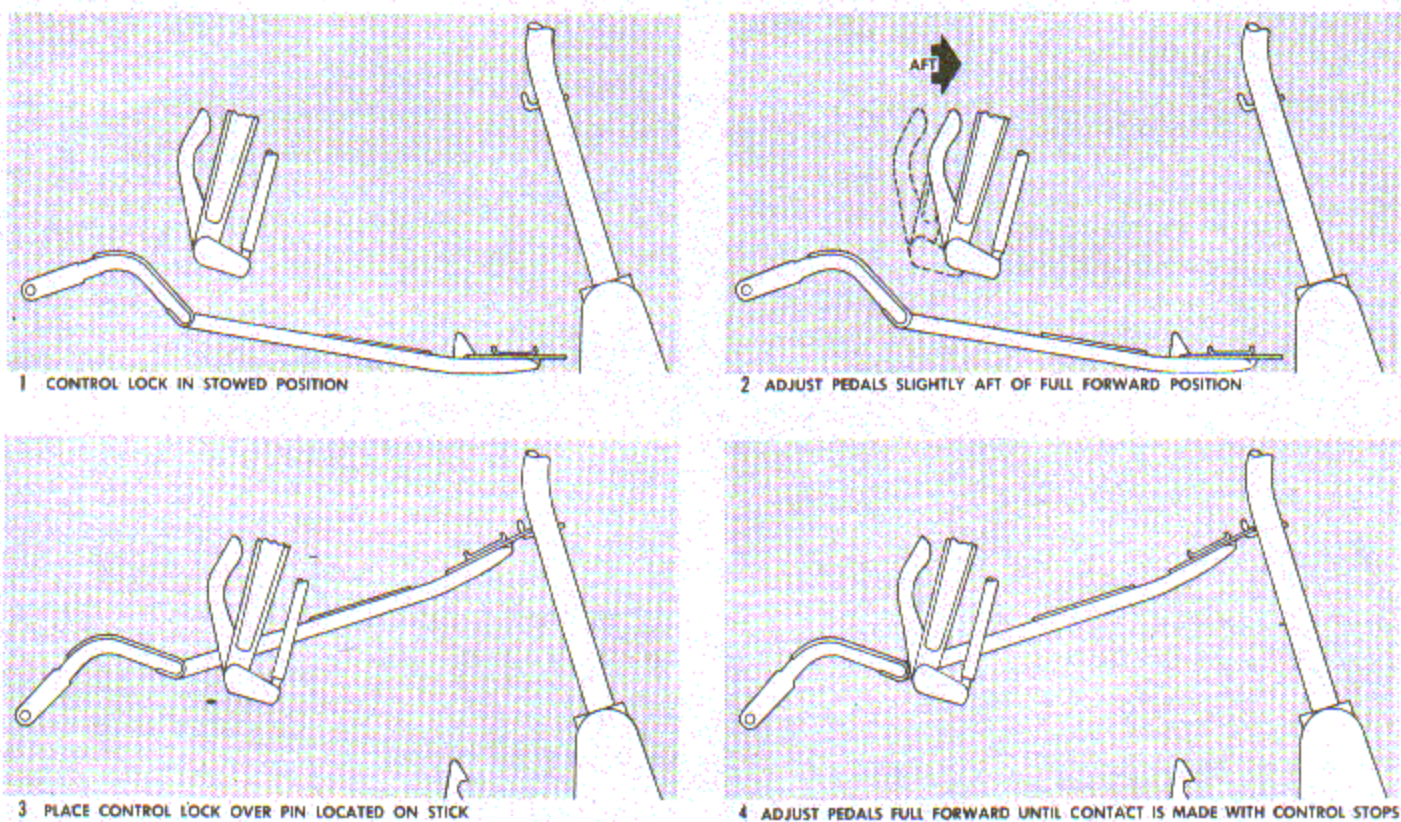 AFT
1 CONTROL LOCK IN STOWED POSITION
2 ADJUST PEDALS SLIGHTLY AFT OF FULL FORWARD POSITION
3 PLACE CONTROL LOCK OVER PIN LOCATED ON STICK
4 ADJUST PEDALS FULL FORWARD UNTIL CONTACT IS MADE WITH CONTROL STOPS